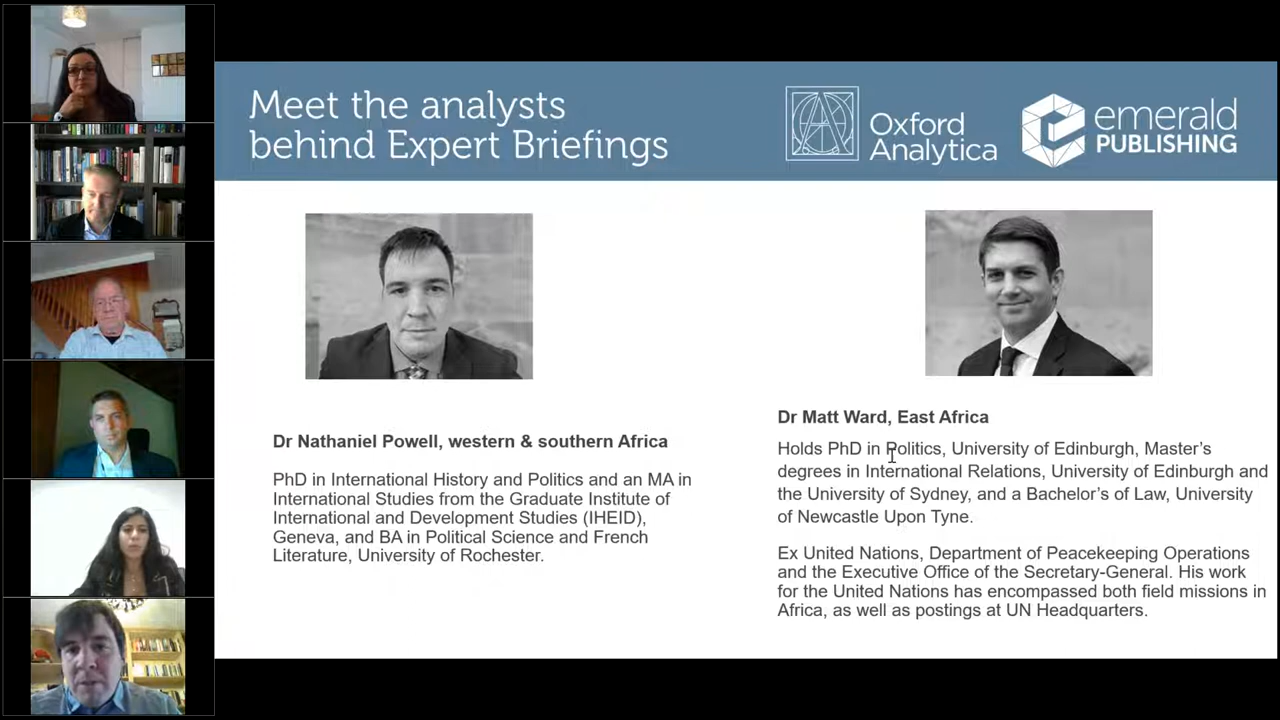 Meet the analysts
behind Expert Briefings
Oxford
Analytica
emerald
PUBLISHING
Dr Nathaniel Powell, western & southern Africa
PhD in International History and Politics and an MA in
International Studies from the Graduate Institute of
International and Development Studies (IHEID),
Geneva, and BA in Political Science and French
Literature, University of Rochester.
Dr Matt Ward, East Africa
Holds PhD in Politics, University of Edinburgh, Master's
degrees in International Relations, University of Edinburgh and
the University of Sydney, and a Bachelor's of Law, University
of Newcastle Upon Tyne.
Ex United Nations, Department of Peacekeeping Operations
and the Executive Office of the Secretary-General. His work
for the United Nations has encompassed both field missions in
Africa, as well as postings at UN Headquarters.